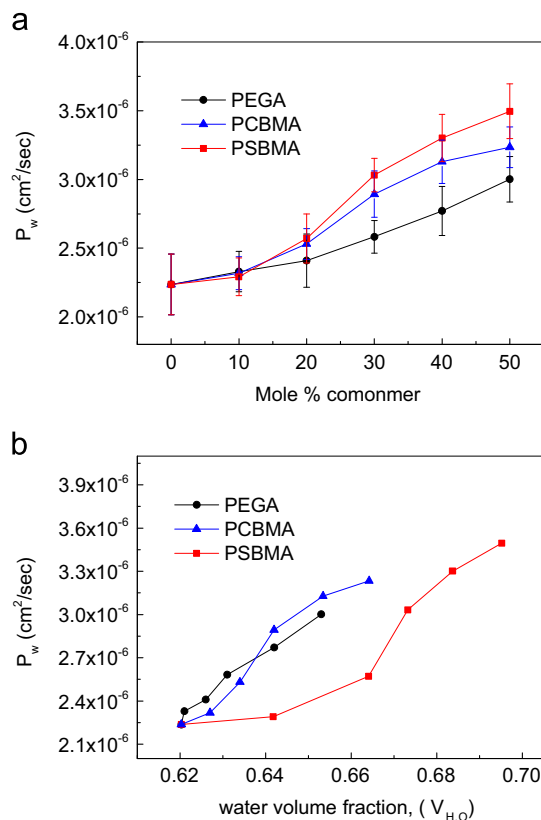 a
4.0x10⁻⁶
3.5x10⁻⁶
3.0x10⁻⁶
2.5x10⁻⁶
2.0x10⁻⁶
P_w (cm²/sec)
PEGA
PCBMA
PSBMA
0 10 20 30 40 50
Mole % comonmer
b
3.9x10⁻⁶
3.6x10⁻⁶
3.3x10⁻⁶
3.0x10⁻⁶
2.7x10⁻⁶
2.4x10⁻⁶
2.1x10⁻⁶
P_w (cm²/sec)
PEGA
PCBMA
PSBMA
0.62 0.64 0.66 0.68 0.70
water volume fraction, ( V_H₂O)